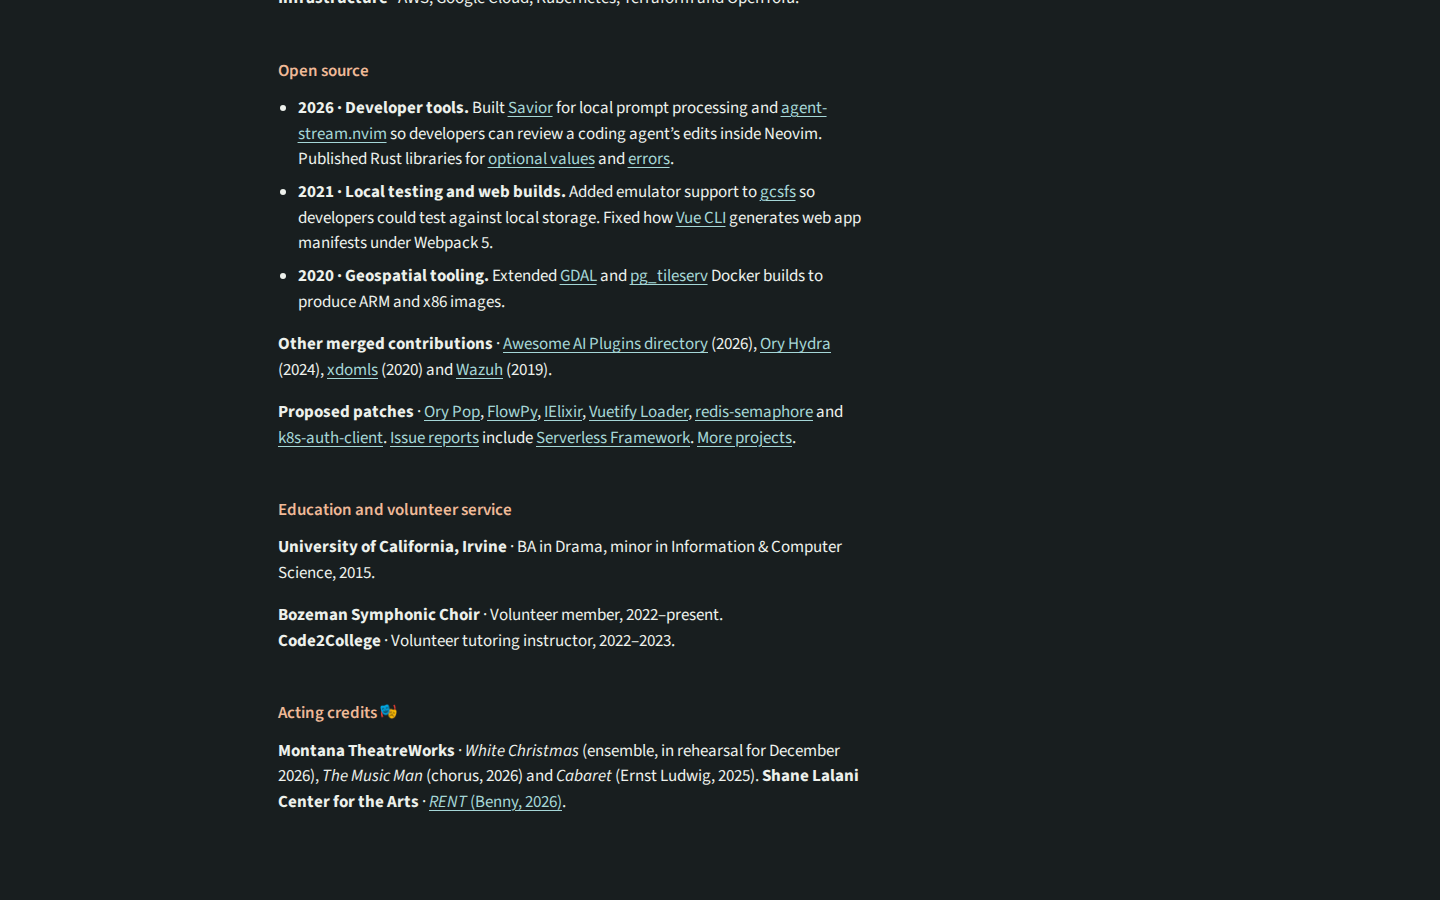 Infrastructure · AWS, Google Cloud, Kubernetes, Terraform and OpenTofu.
Open source
• 2026 · Developer tools. Built Savior for local prompt processing and agent-
stream.nvim so developers can review a coding agent’s edits inside Neovim.
Published Rust libraries for optional values and errors.
• 2021 · Local testing and web builds. Added emulator support to gcsfs so
developers could test against local storage. Fixed how Vue CLI generates web app
manifests under Webpack 5.
• 2020 · Geospatial tooling. Extended GDAL and pg_tileserv Docker builds to
produce ARM and x86 images.
Other merged contributions · Awesome AI Plugins directory (2026), Ory Hydra
(2024), xdomls (2020) and Wazuh (2019).
Proposed patches · Ory Pop, FlowPy, IElixir, Vuetify Loader, redis-semaphore and
k8s-auth-client. Issue reports include Serverless Framework. More projects.
Education and volunteer service
University of California, Irvine · BA in Drama, minor in Information & Computer
Science, 2015.
Bozeman Symphonic Choir · Volunteer member, 2022–present.
Code2College · Volunteer tutoring instructor, 2022–2023.
Acting credits 🎭
Montana TheatreWorks · White Christmas (ensemble, in rehearsal for December
2026), The Music Man (chorus, 2026) and Cabaret (Ernst Ludwig, 2025). Shane Lalani
Center for the Arts · RENT (Benny, 2026).